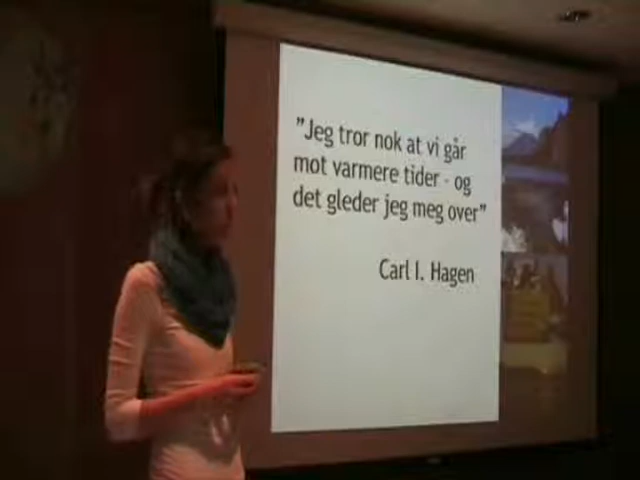 ”Jeg tror nok at vi går
mot varmere tider - og
det gleder jeg meg over”
Carl I. Hagen